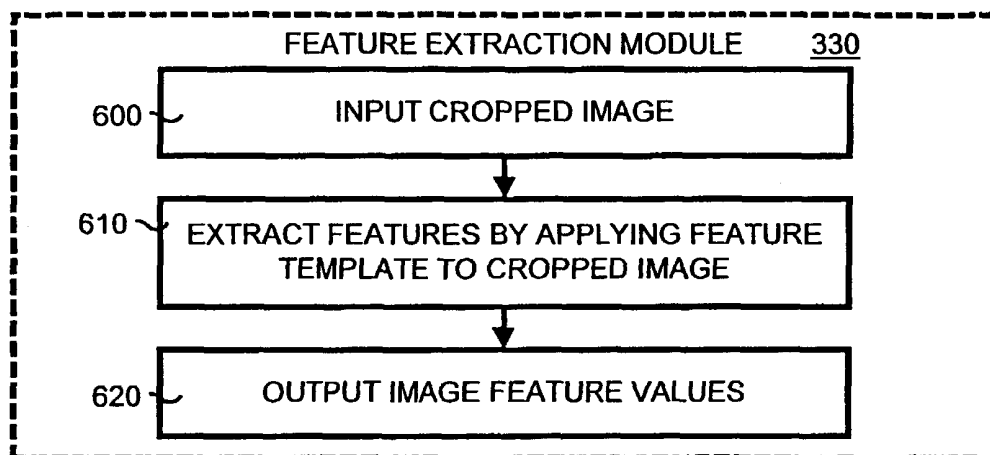 FEATURE EXTRACTION MODULE 330
600 INPUT CROPPED IMAGE
610 EXTRACT FEATURES BY APPLYING FEATURE
TEMPLATE TO CROPPED IMAGE
620 OUTPUT IMAGE FEATURE VALUES